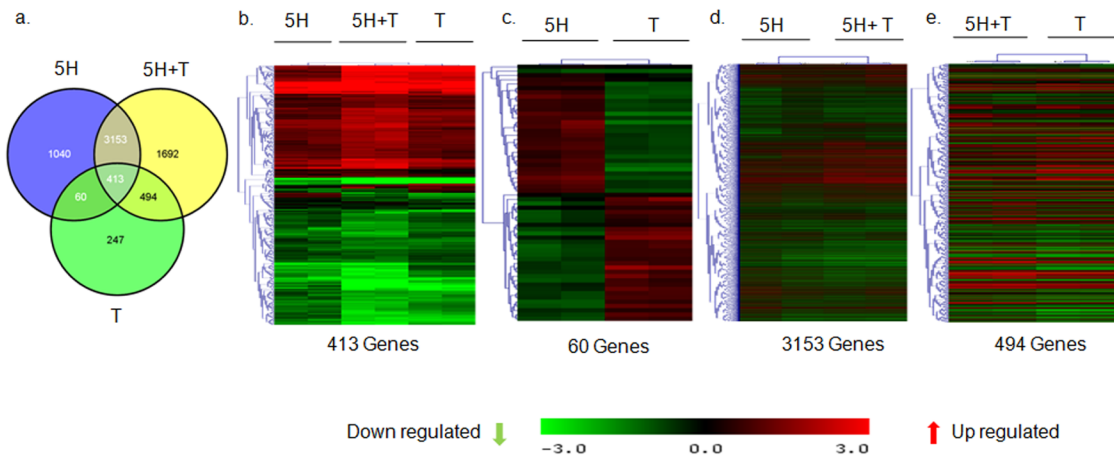 a.
5H
5H+T
1040
3153
1692
413
60
494
247
T
b.
5H
5H+T
T
413 Genes
c.
5H
T
60 Genes
d.
5H
5H+ T
3153 Genes
e.
5H+T
T
494 Genes
Down regulated
-3.0
0.0
3.0
Up regulated